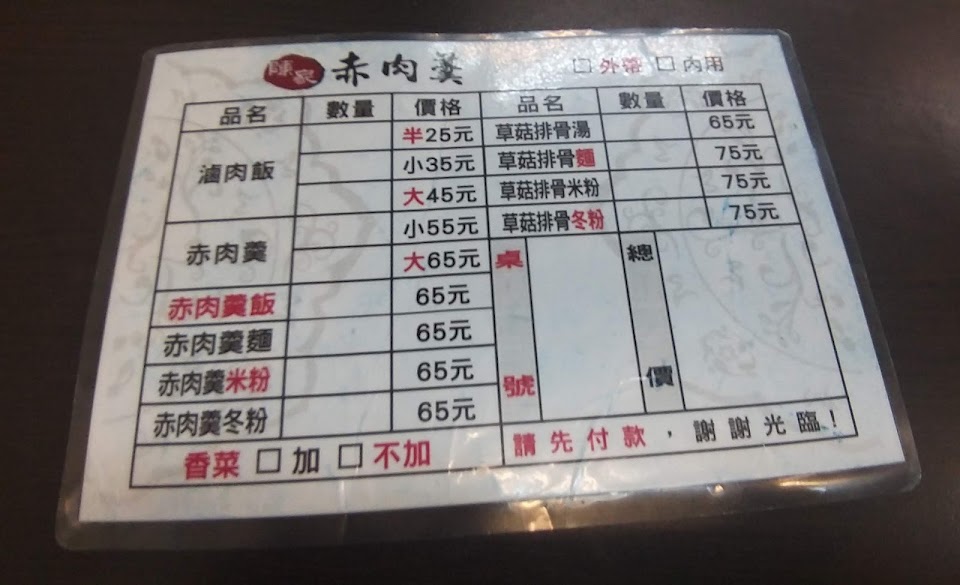 陳家 赤肉羹 □外帶 □內用
品名 數量 價格 品名 數量 價格
滷肉飯 半25元 草菇排骨湯 65元
小35元 草菇排骨麵 75元
大45元 草菇排骨米粉 75元
赤肉羹 小55元 草菇排骨冬粉 75元
大65元 桌號 總價
赤肉羹飯 65元
赤肉羹麵 65元
赤肉羹米粉 65元
赤肉羹冬粉 65元
香菜 □加 □不加 請先付款，謝謝光臨！